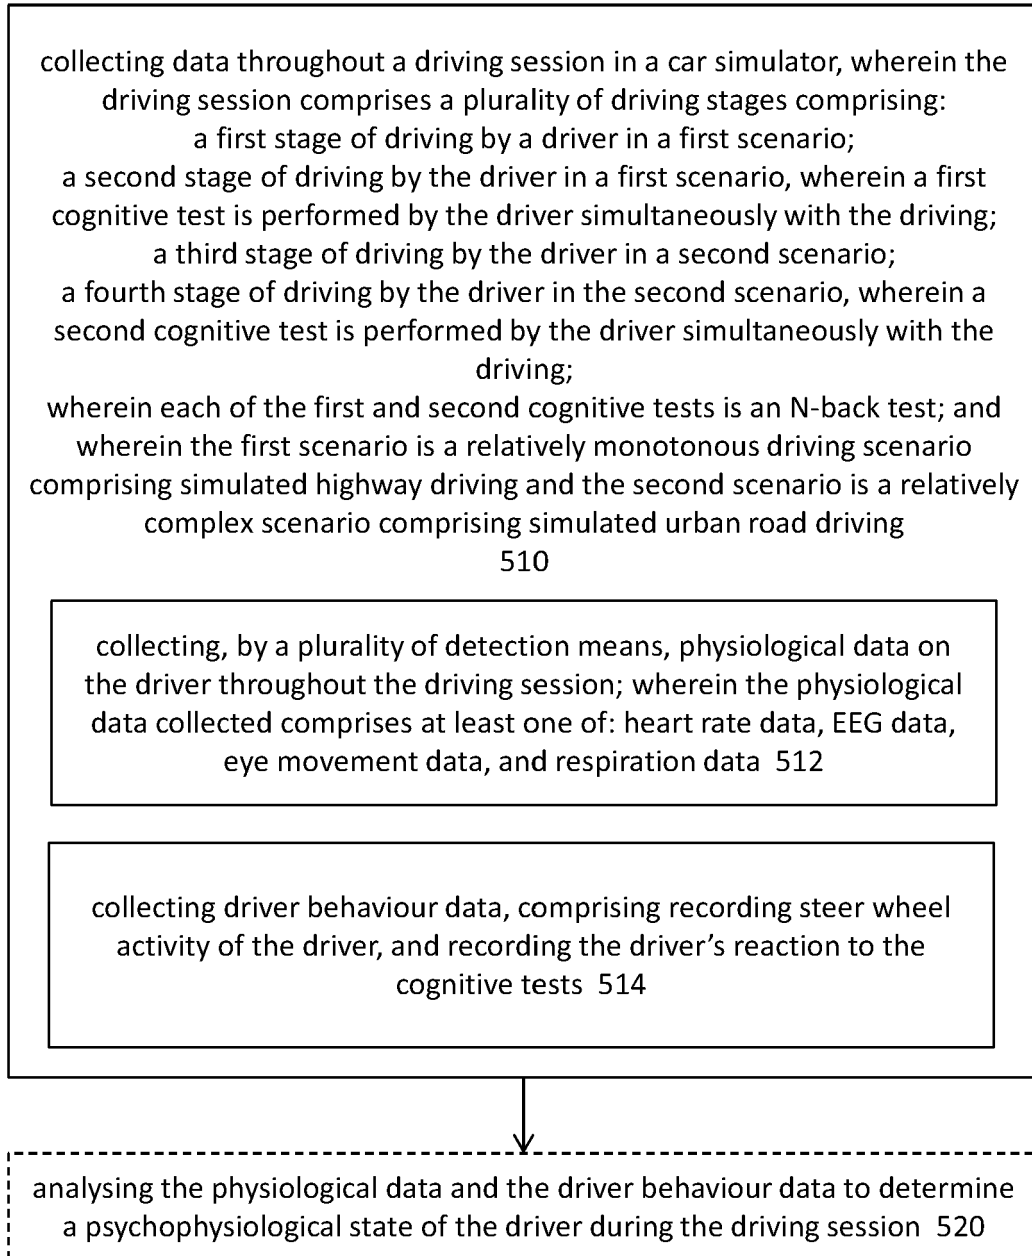 collecting data throughout a driving session in a car simulator, wherein the
driving session comprises a plurality of driving stages comprising:
a first stage of driving by a driver in a first scenario;
a second stage of driving by the driver in a first scenario, wherein a first
cognitive test is performed by the driver simultaneously with the driving;
a third stage of driving by the driver in a second scenario;
a fourth stage of driving by the driver in the second scenario, wherein a
second cognitive test is performed by the driver simultaneously with the
driving;
wherein each of the first and second cognitive tests is an N-back test; and
wherein the first scenario is a relatively monotonous driving scenario
comprising simulated highway driving and the second scenario is a relatively
complex scenario comprising simulated urban road driving
510
collecting, by a plurality of detection means, physiological data on
the driver throughout the driving session; wherein the physiological
data collected comprises at least one of: heart rate data, EEG data,
eye movement data, and respiration data 512
collecting driver behaviour data, comprising recording steer wheel
activity of the driver, and recording the driver’s reaction to the
cognitive tests 514
analysing the physiological data and the driver behaviour data to determine
a psychophysiological state of the driver during the driving session 520